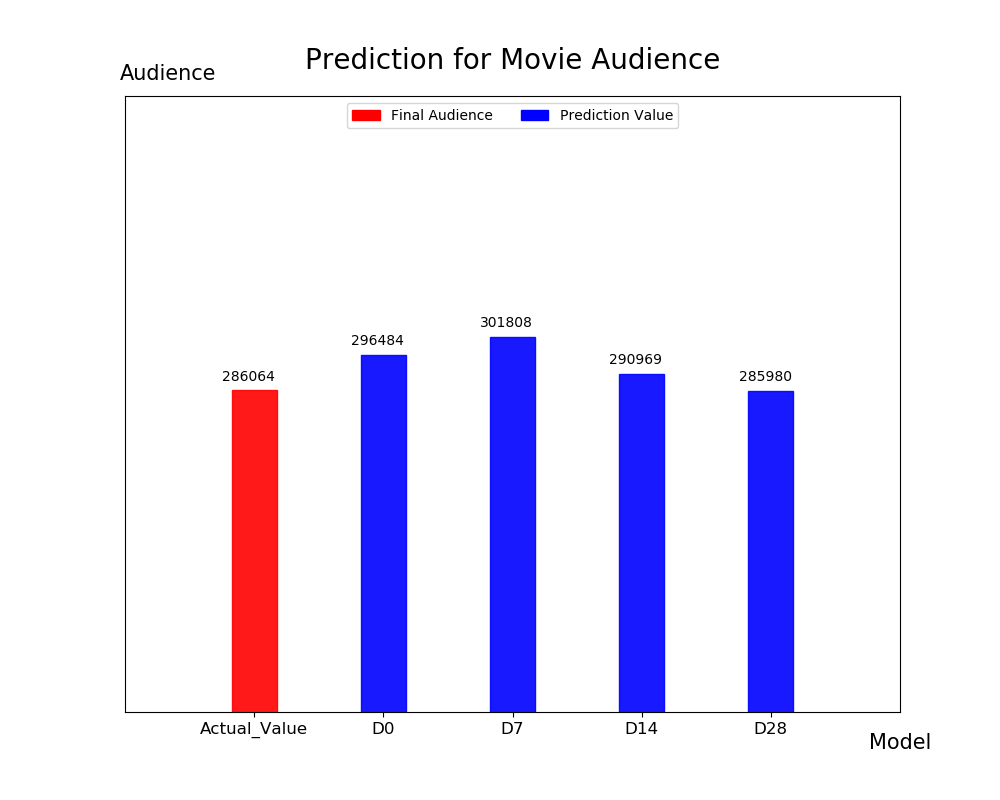 Prediction for Movie Audience
Audience
Final Audience
Prediction Value
286064
296484
301808
290969
285980
Actual_Value
D0
D7
D14
D28
Model